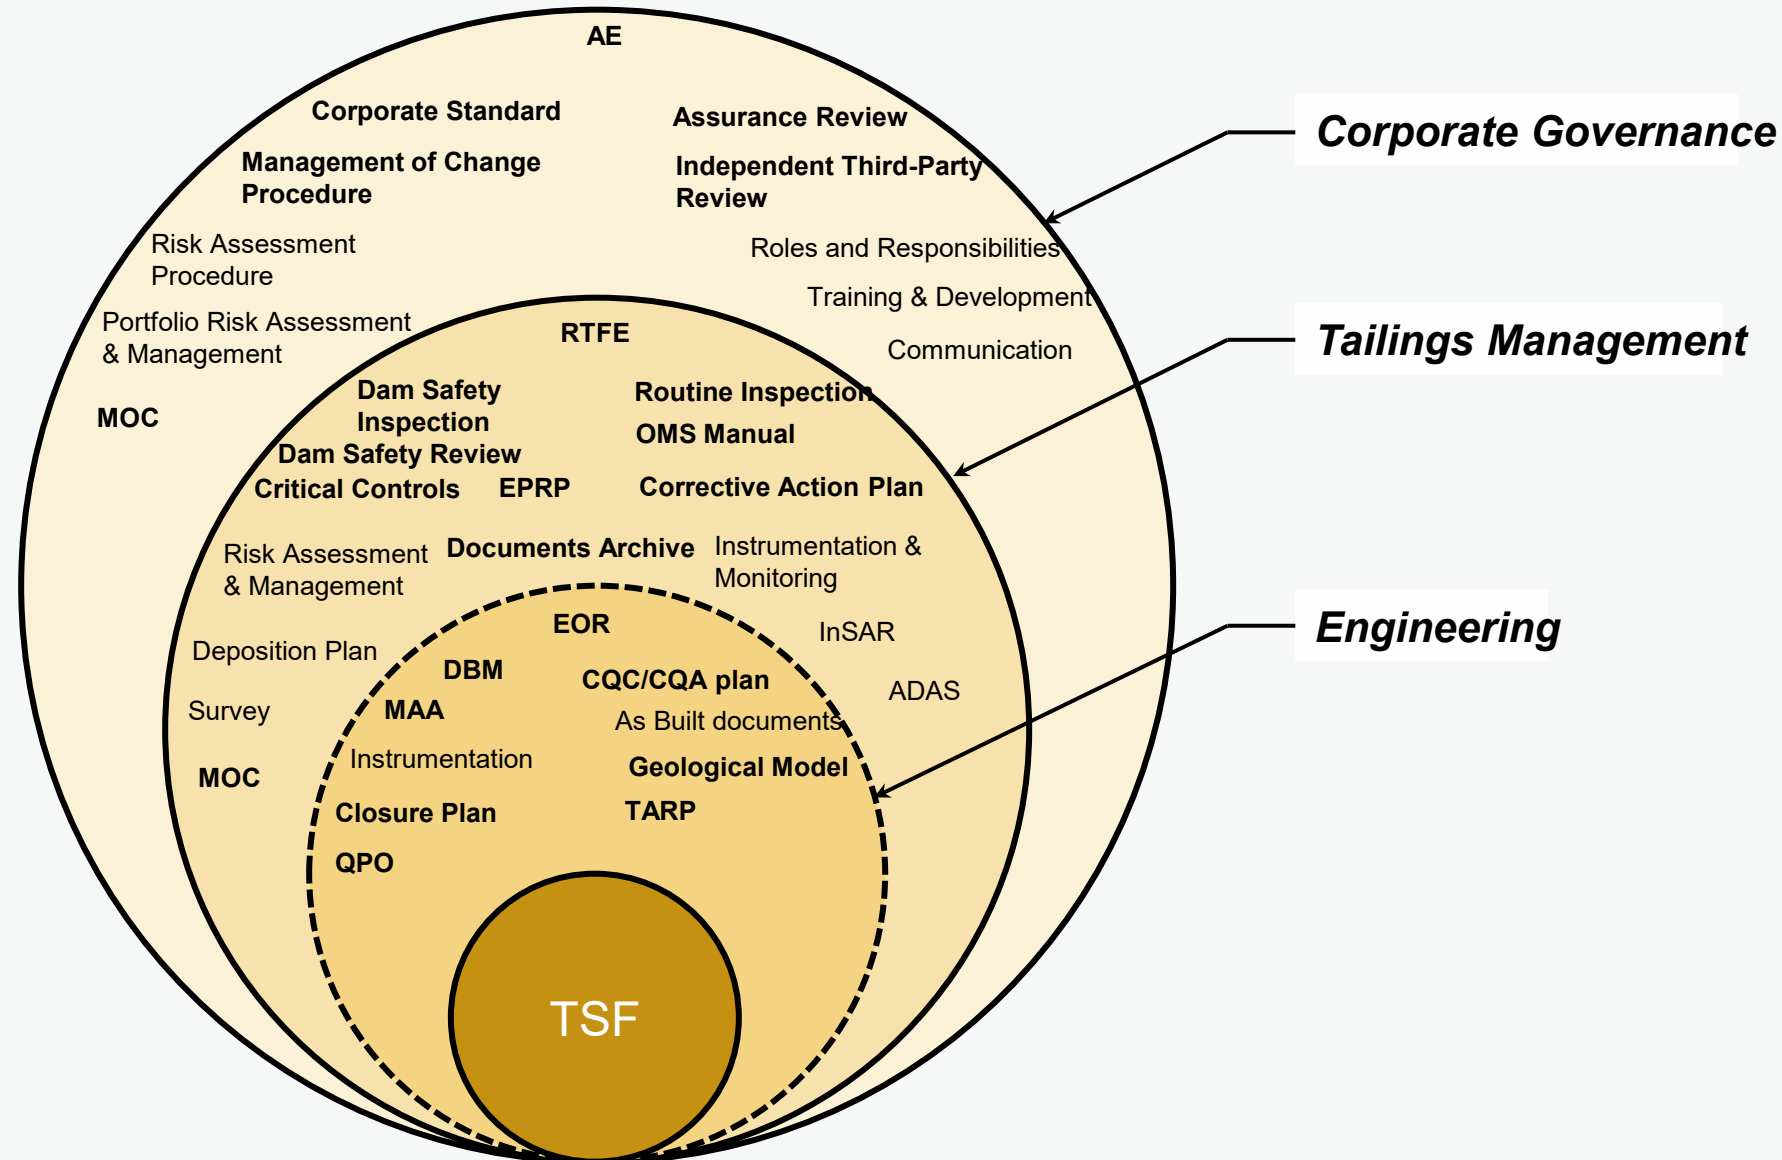 AE
Corporate Standard
Assurance Review
Management of Change
Procedure
Independent Third-Party
Review
Corporate Governance
Risk Assessment
Procedure
Roles and Responsibilities
Training & Development
Portfolio Risk Assessment
& Management
Communication
MOC
RTFE
Tailings Management
Dam Safety
Inspection
Routine Inspection
OMS Manual
Dam Safety Review
Critical Controls
EPRP
Corrective Action Plan
Risk Assessment
& Management
Documents Archive
Instrumentation &
Monitoring
InSAR
Deposition Plan
ADAS
Survey
MOC
EOR
Engineering
DBM
CQC/CQA plan
MAA
As Built documents
Instrumentation
Geological Model
Closure Plan
TARP
QPO
TSF